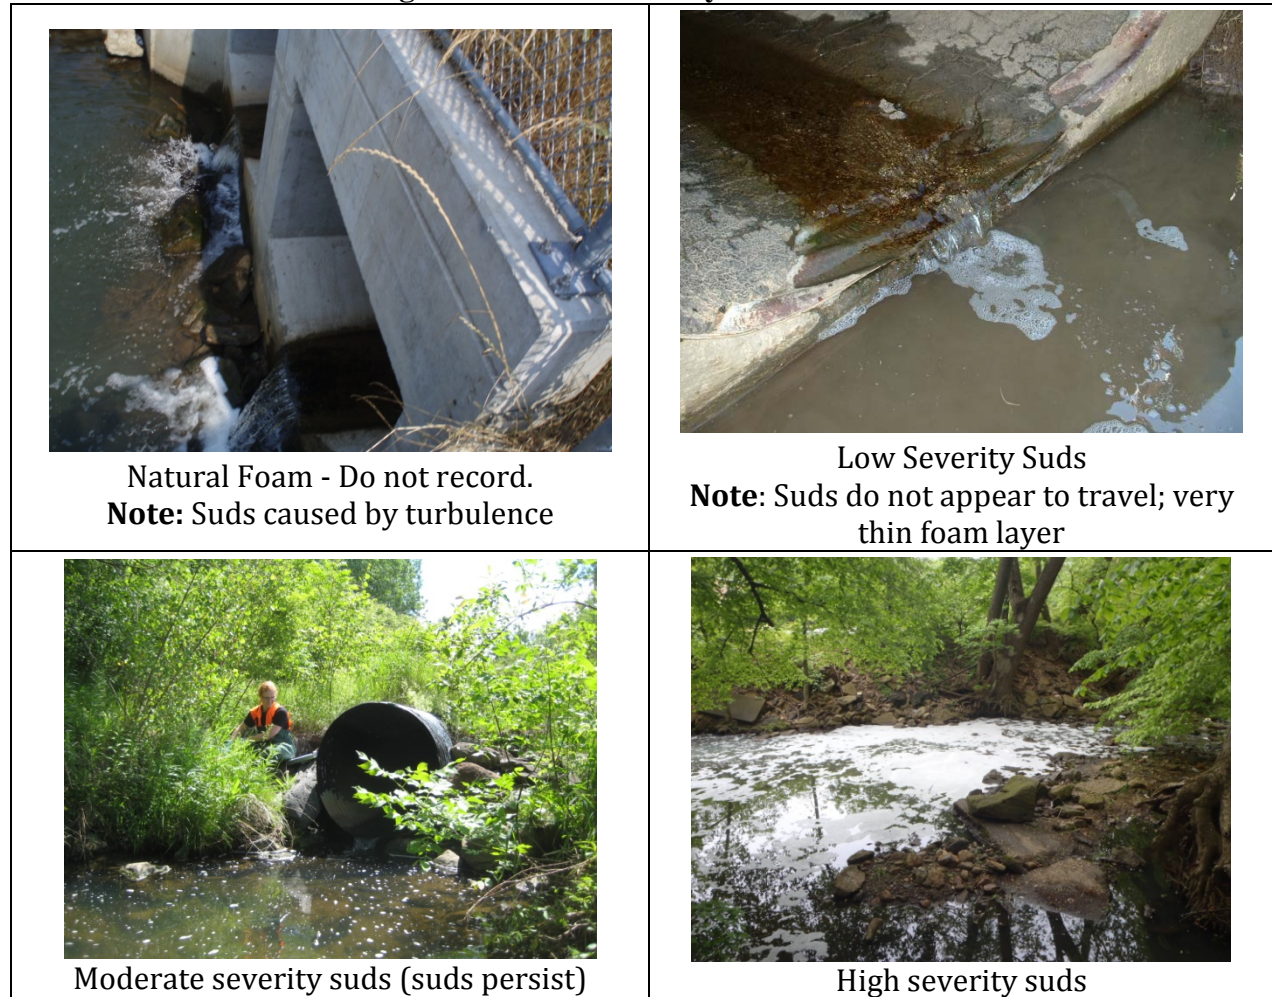 Natural Foam - Do not record.
Note: Suds caused by turbulence
Low Severity Suds
Note: Suds do not appear to travel; very
thin foam layer
Moderate severity suds (suds persist)
High severity suds